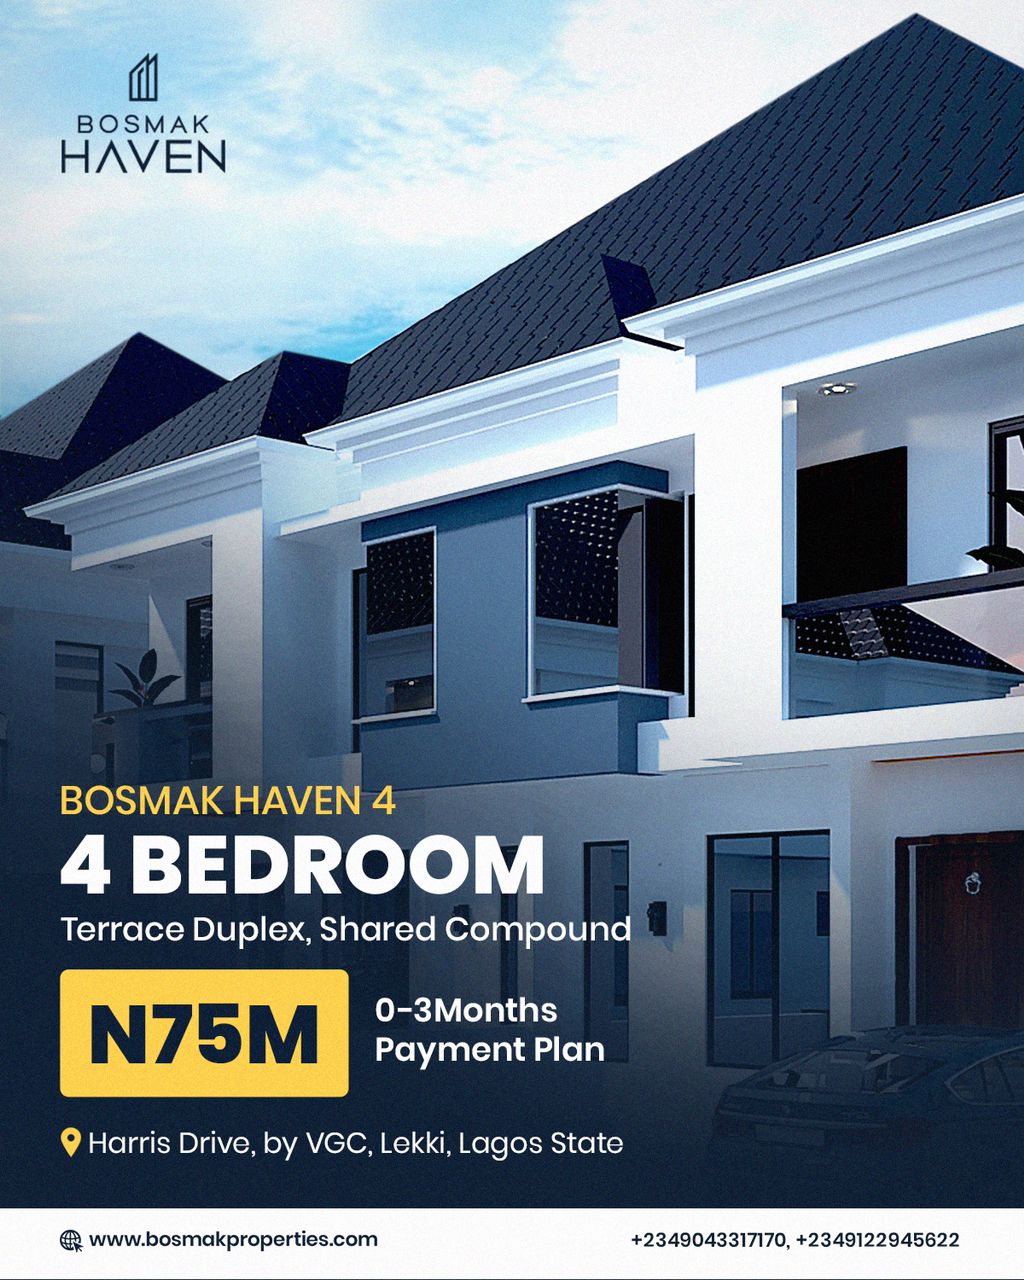 BOSMAK
HAVEN
BOSMAK HAVEN 4
4 BEDROOM
Terrace Duplex, Shared Compound
N75M
0-3Months
Payment Plan
Harris Drive, by VGC, Lekki, Lagos State
www.bosmakproperties.com
+2349043317170, +2349122945622